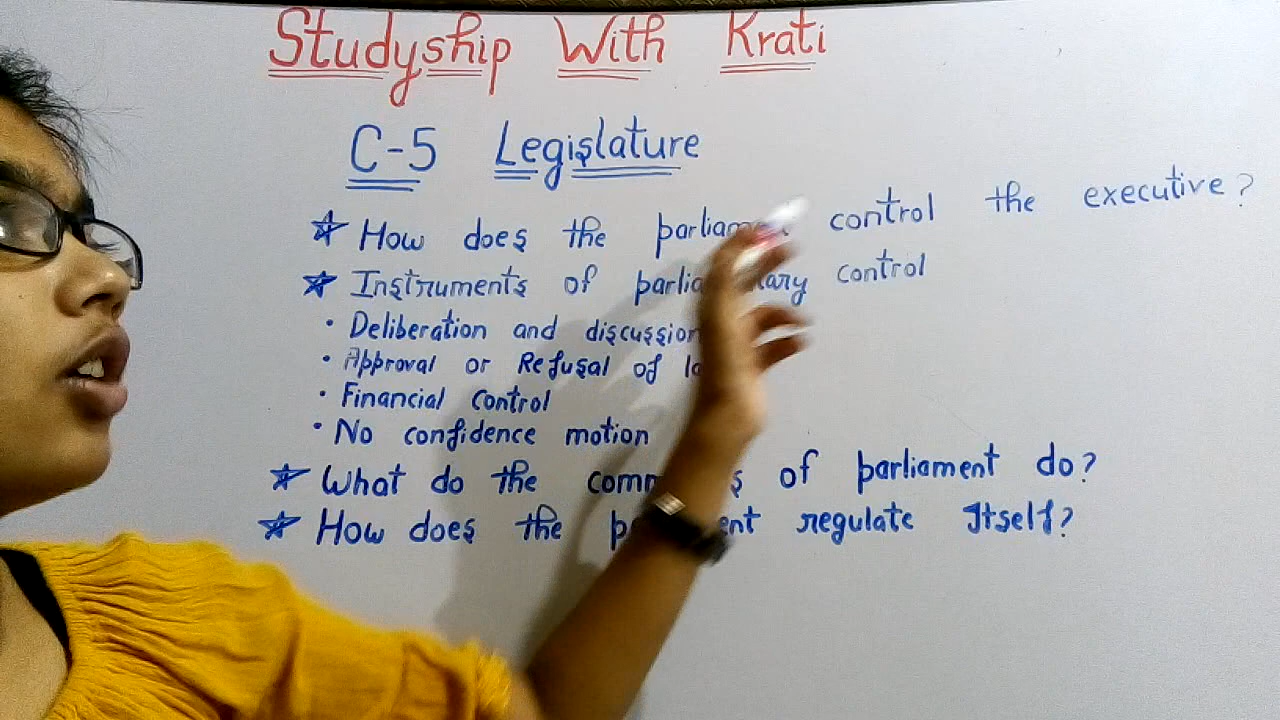 Studyship With Krati
C-5 Legislature
☆ How does the control the executive?
☆ Instruments of control
• Deliberation and discussion
• Approval or Refusal of
• Financial control
• No confidence motion
☆ What do the of parliament do?
☆ How does the regulate Itself?